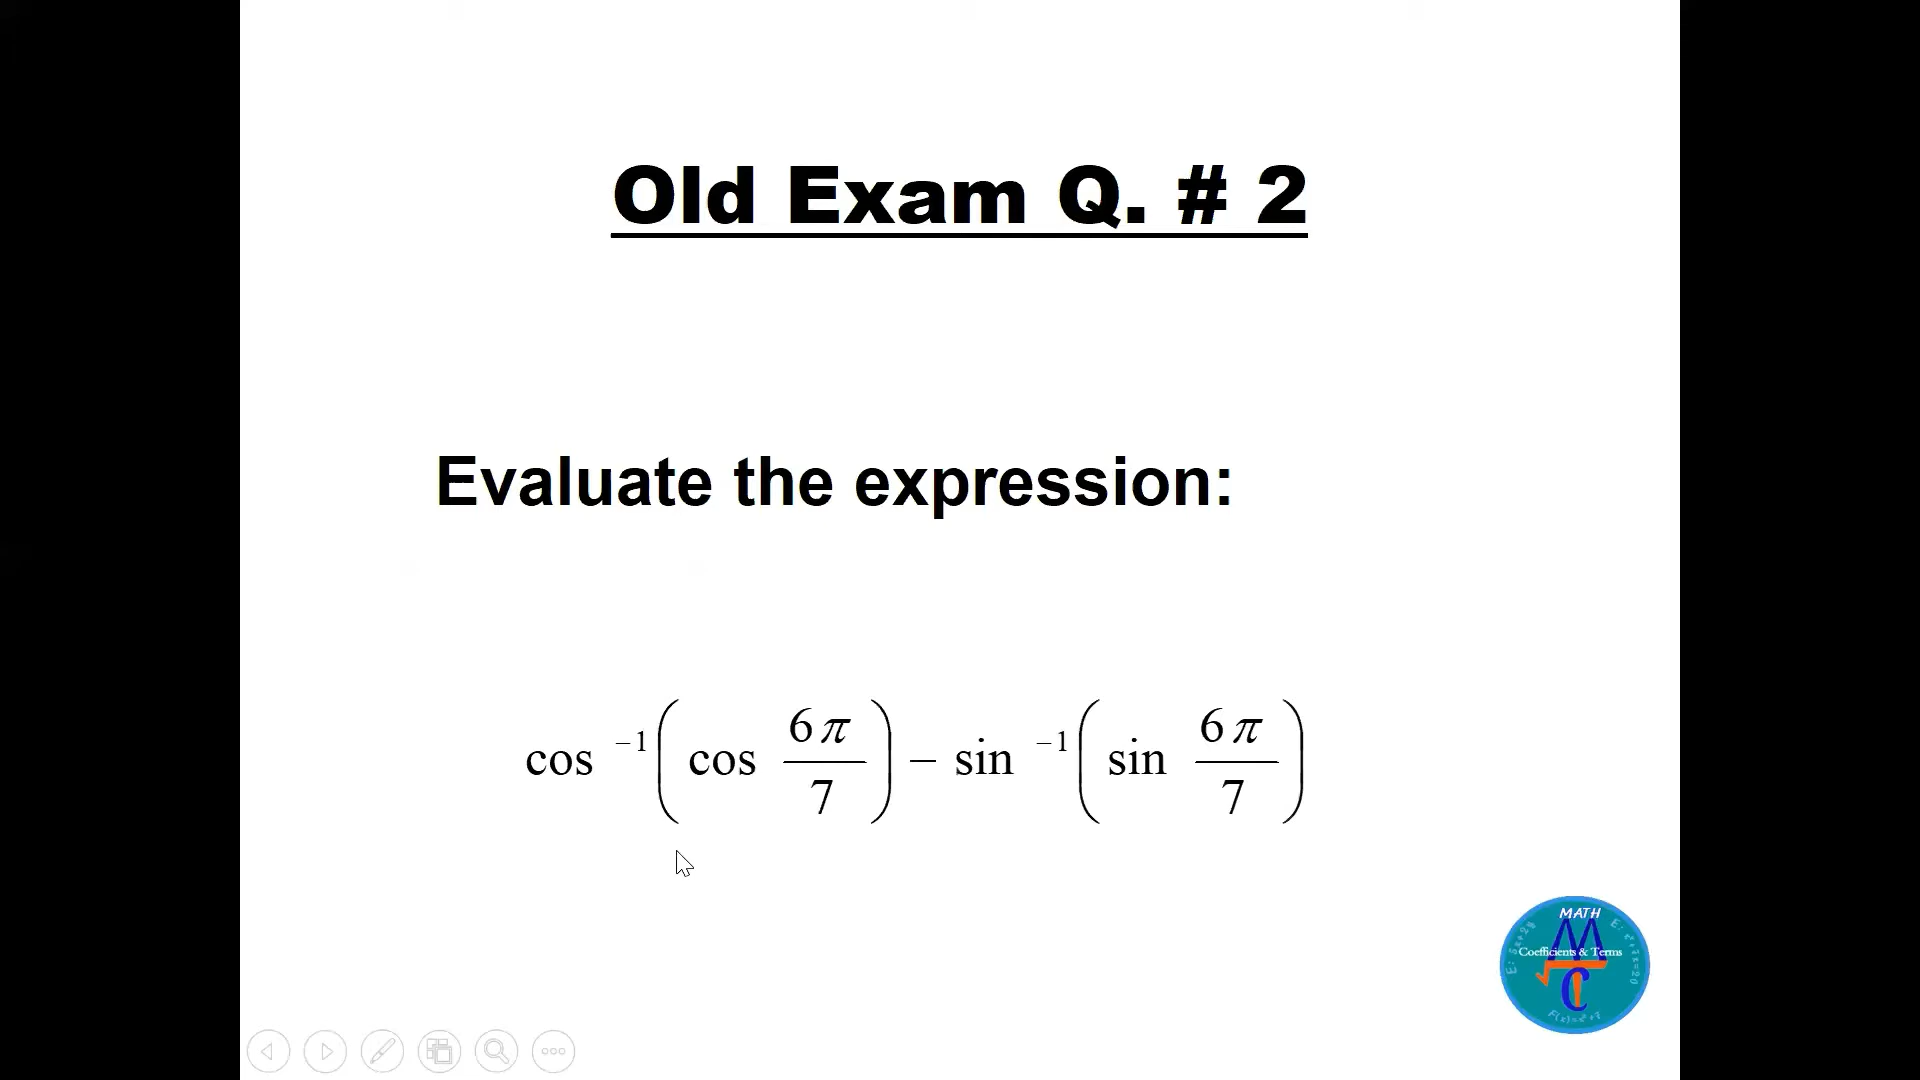 Old Exam Q. # 2
Evaluate the expression:
cos ⁻¹(cos 6π/7) − sin ⁻¹(sin 6π/7)
MATH
Coefficients & Terms